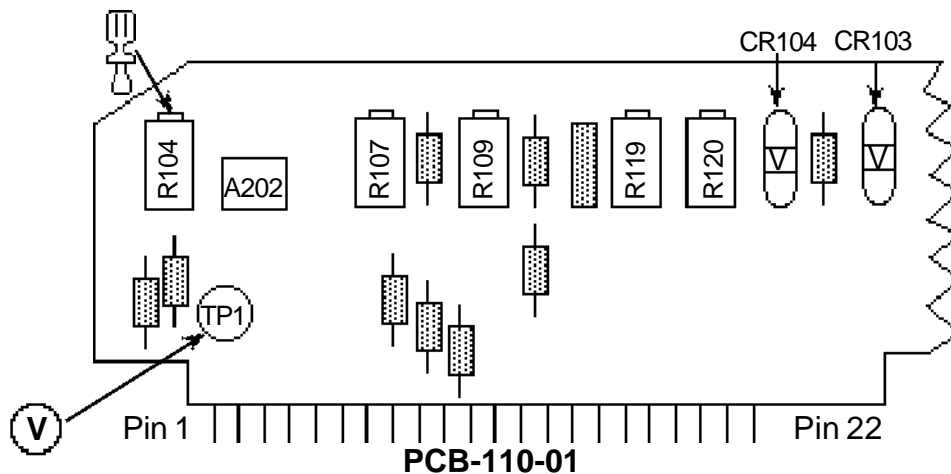 CR104 CR103
R104
A202
R107
R109
R119
R120
V
V
TP1
V
Pin 1
Pin 22
PCB-110-01